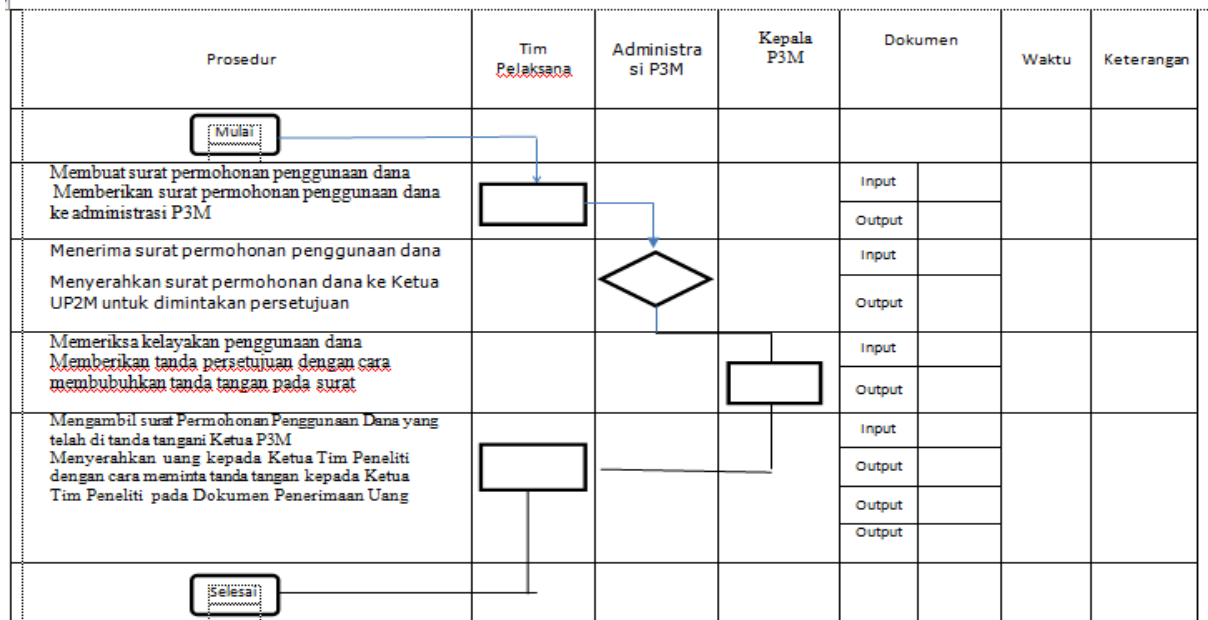 Prosedur
Tim
Pelaksana
Administra
si P3M
Kepala
P3M
Dokumen
Waktu
Keterangan
Mulai
Membuat surat permohonan penggunaan dana
Memberikan surat permohonan penggunaan dana
ke administrasi P3M
Input
Output
Menerima surat permohonan penggunaan dana
Menyerahkan surat permohonan dana ke Ketua
UP2M untuk dimintakan persetujuan
Input
Output
Memeriksa kelayakan penggunaan dana
Memberikan tanda persetujuan dengan cara
membubuhkan tanda tangan pada surat
Input
Output
Mengambil surat Permohonan Penggunaan Dana yang
telah di tanda tangani Ketua P3M
Menyerahkan uang kepada Ketua Tim Peneliti
dengan cara meminta tanda tangan kepada Ketua
Tim Peneliti pada Dokumen Penerimaan Uang
Input
Output
Output
Output
Selesai